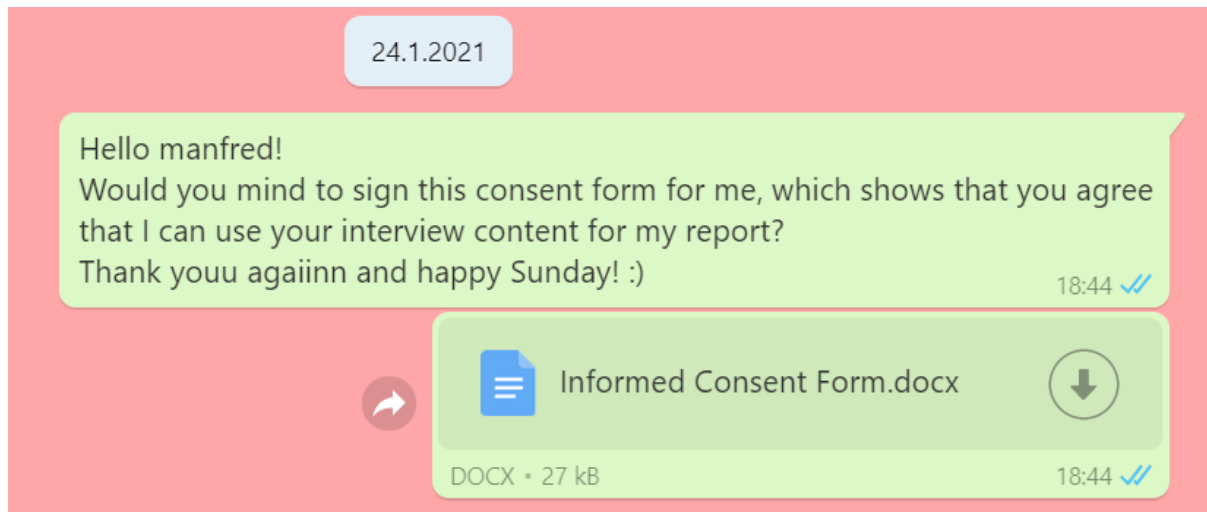 24.1.2021
Hello manfred!
Would you mind to sign this consent form for me, which shows that you agree
that I can use your interview content for my report?
Thank youu agaiinn and happy Sunday! :)
18:44
Informed Consent Form.docx
DOCX • 27 kB
18:44